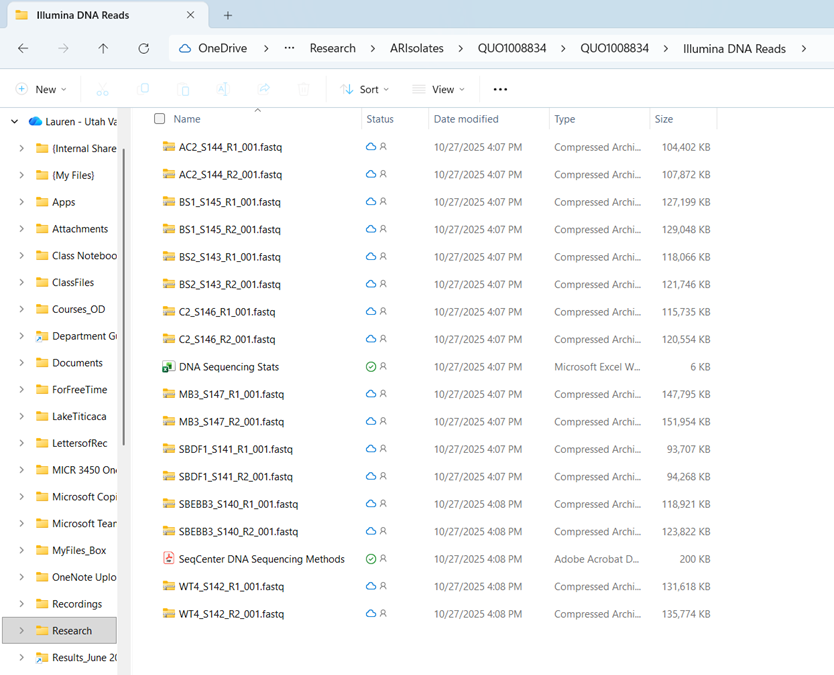 Illumina DNA Reads
OneDrive > ... Research > ARIsolates > QUO1008834 > QUO1008834 > Illumina DNA Reads >
New Sort View ...
Name Status Date modified Type Size
Lauren - Utah Va
(Internal Share
(My Files)
Apps
Attachments
Class Noteboo
ClassFiles
Courses_OD
Department Gu
Documents
ForFreeTime
LakeTiticaca
LettersofRec
MICR 3450 One
Microsoft Copi
Microsoft Team
MyFiles_Box
OneNote Uplo
Recordings
Research
Results_June 20
AC2_S144_R1_001.fastq 10/27/2025 4:07 PM Compressed Archi... 104,402 KB
AC2_S144_R2_001.fastq 10/27/2025 4:07 PM Compressed Archi... 107,872 KB
BS1_S145_R1_001.fastq 10/27/2025 4:07 PM Compressed Archi... 127,199 KB
BS1_S145_R2_001.fastq 10/27/2025 4:07 PM Compressed Archi... 129,048 KB
BS2_S143_R1_001.fastq 10/27/2025 4:07 PM Compressed Archi... 118,066 KB
BS2_S143_R2_001.fastq 10/27/2025 4:07 PM Compressed Archi... 121,746 KB
C2_S146_R1_001.fastq 10/27/2025 4:07 PM Compressed Archi... 115,735 KB
C2_S146_R2_001.fastq 10/27/2025 4:07 PM Compressed Archi... 120,554 KB
DNA Sequencing Stats 10/27/2025 4:07 PM Microsoft Excel W... 6 KB
MB3_S147_R1_001.fastq 10/27/2025 4:07 PM Compressed Archi... 147,795 KB
MB3_S147_R2_001.fastq 10/27/2025 4:07 PM Compressed Archi... 151,954 KB
SBDF1_S141_R1_001.fastq 10/27/2025 4:07 PM Compressed Archi... 93,707 KB
SBDF1_S141_R2_001.fastq 10/27/2025 4:07 PM Compressed Archi... 94,268 KB
SBEBB3_S140_R1_001.fastq 10/27/2025 4:08 PM Compressed Archi... 118,921 KB
SBEBB3_S140_R2_001.fastq 10/27/2025 4:08 PM Compressed Archi... 123,822 KB
SeqCenter DNA Sequencing Methods 10/27/2025 4:08 PM Adobe Acrobat D... 200 KB
WT4_S142_R1_001.fastq 10/27/2025 4:08 PM Compressed Archi... 131,618 KB
WT4_S142_R2_001.fastq 10/27/2025 4:08 PM Compressed Archi... 135,774 KB